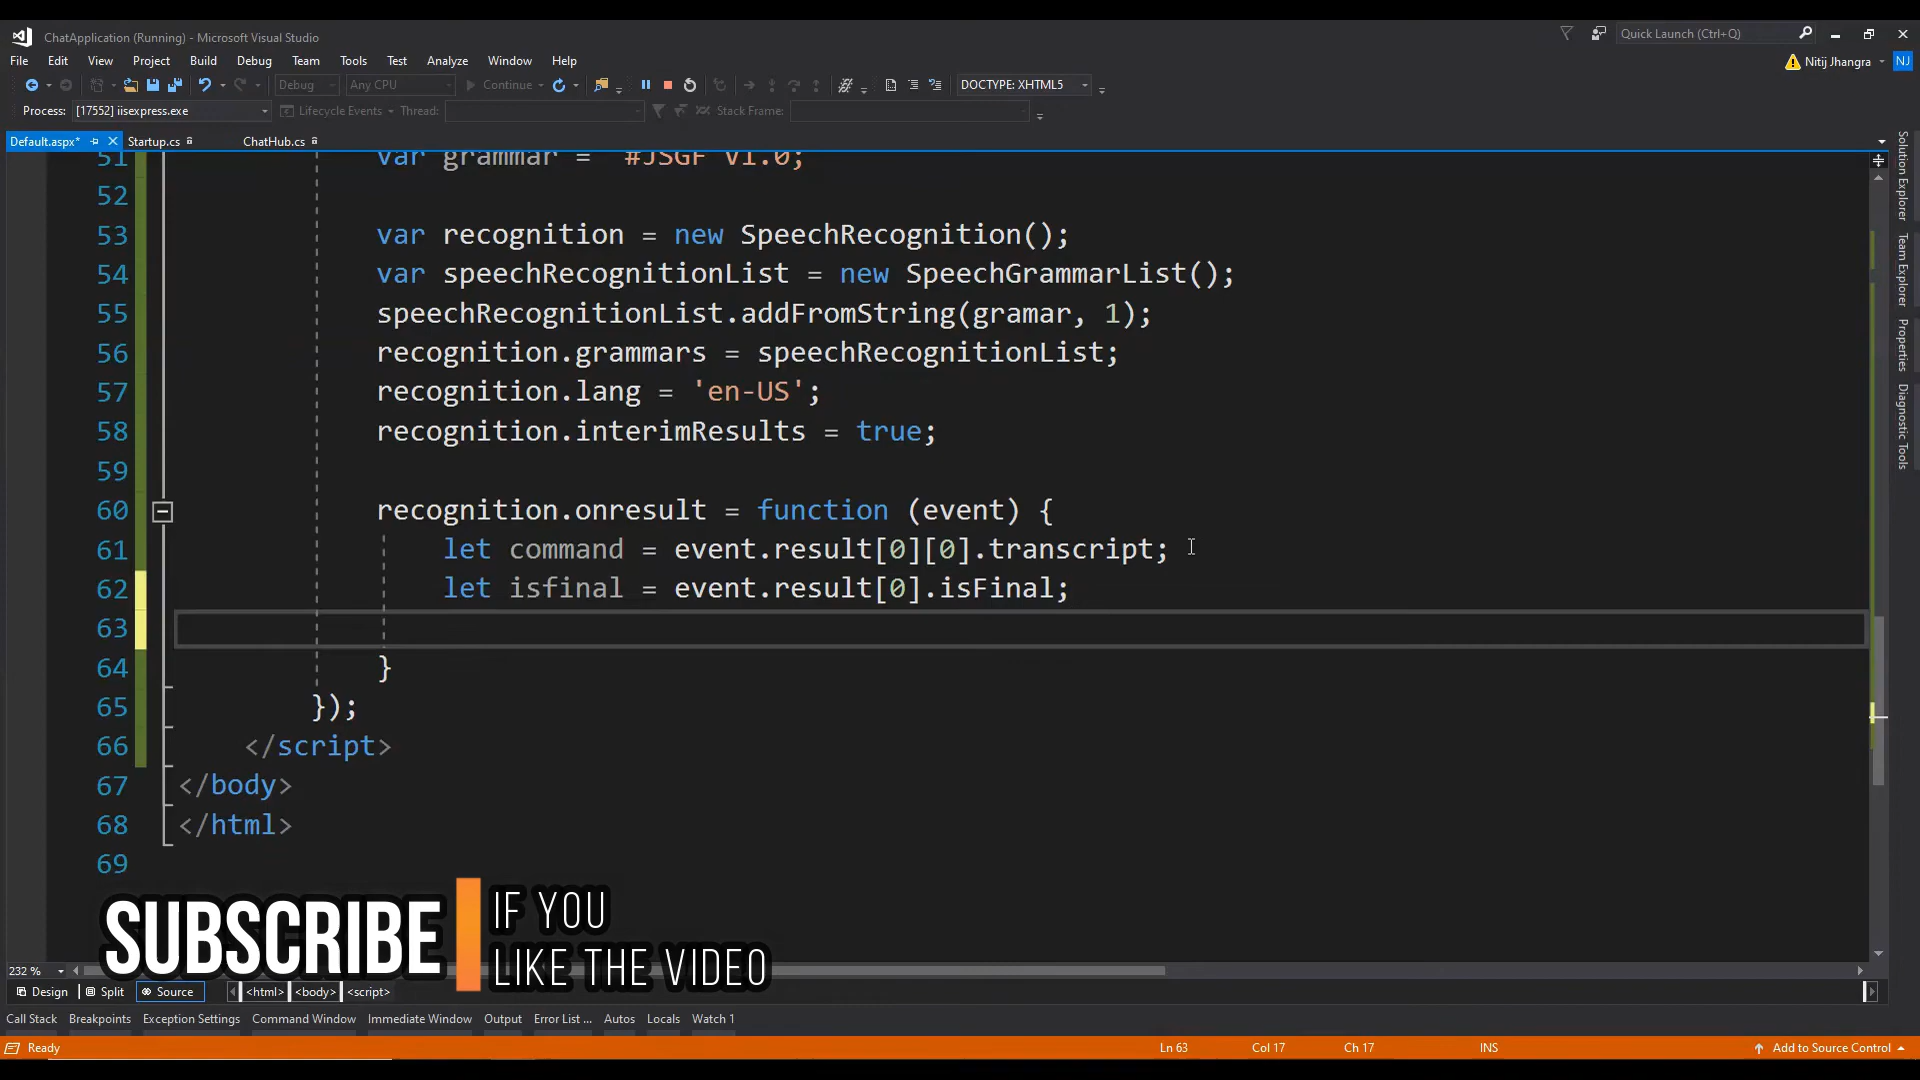 ChatApplication (Running) - Microsoft Visual Studio
Quick Launch (Ctrl+Q)
File Edit View Project Build Debug Team Tools Test Analyze Window Help
Nitij Jhangra NJ
Debug Any CPU Continue DOCTYPE: XHTML5
Process: [17552] iisexpress.exe Lifecycle Events Thread: Stack Frame:
Default.aspx* Startup.cs ChatHub.cs
51 var grammar = #JSGF V1.0;
52
53 var recognition = new SpeechRecognition();
54 var speechRecognitionList = new SpeechGrammarList();
55 speechRecognitionList.addFromString(gramar, 1);
56 recognition.grammars = speechRecognitionList;
57 recognition.lang = 'en-US';
58 recognition.interimResults = true;
59
60 recognition.onresult = function (event) {
61 let command = event.result[0][0].transcript;
62 let isfinal = event.result[0].isFinal;
63
64 }
65 });
66 </script>
67 </body>
68 </html>
69
Solution Explorer
Team Explorer
Properties
Diagnostic Tools
SUBSCRIBE
IF YOU
LIKE THE VIDEO
232 %
Design Split Source <html> <body> <script>
Call Stack Breakpoints Exception Settings Command Window Immediate Window Output Error List ... Autos Locals Watch 1
Ready Ln 63 Col 17 Ch 17 INS Add to Source Control